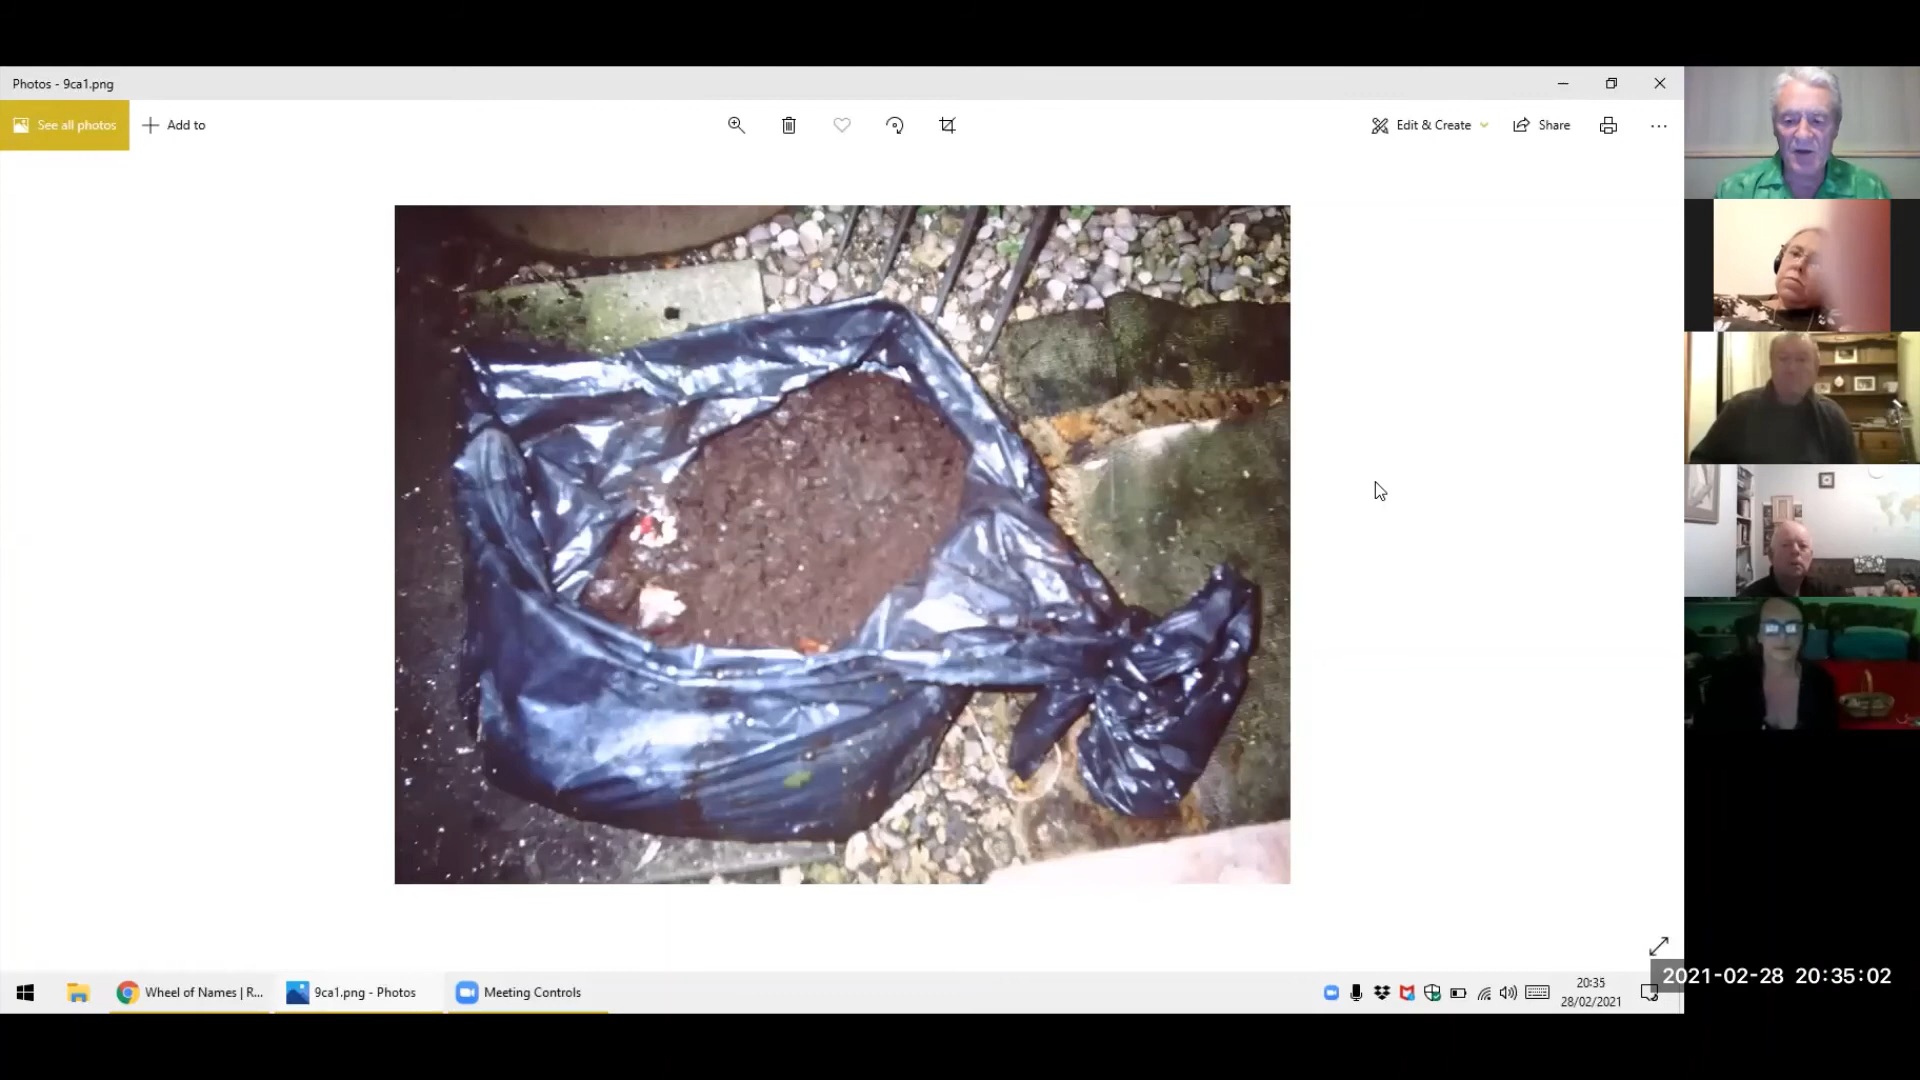 Photos - 9ca1.png
See all photos
Add to
Edit & Create
Share
Wheel of Names | R...
9ca1.png - Photos
Meeting Controls
20:35
28/02/2021
2021-02-28 20:35:02